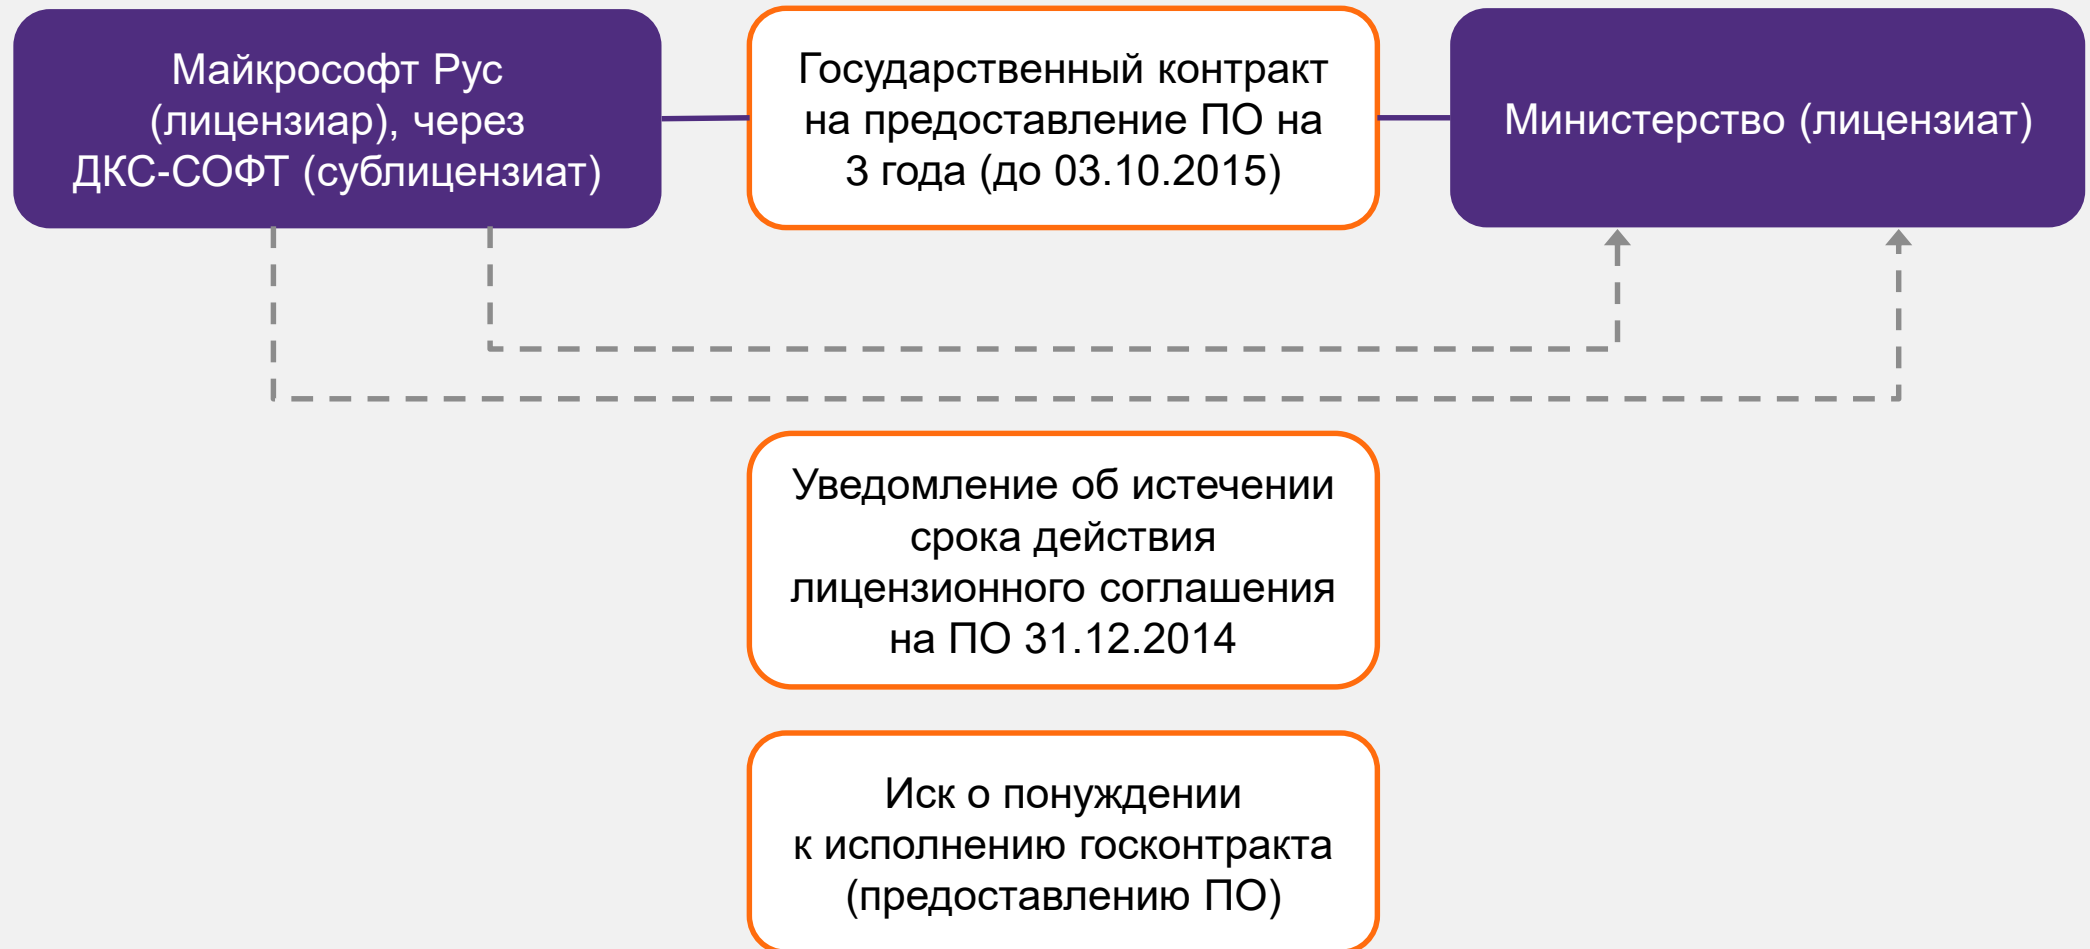 Майкрософт Рус
(лицензиар), через
ДКС-СОФТ (сублицензиат)
Государственный контракт
на предоставление ПО на
3 года (до 03.10.2015)
Министерство (лицензиат)
Уведомление об истечении
срока действия
лицензионного соглашения
на ПО 31.12.2014
Иск о понуждении
к исполнению госконтракта
(предоставлению ПО)